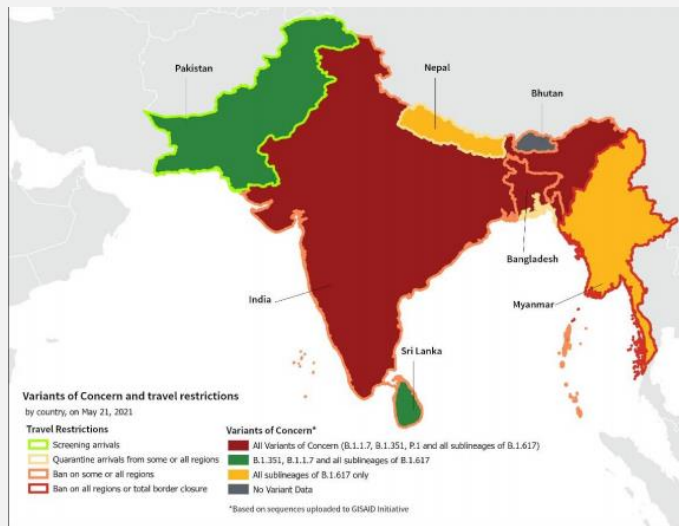 Pakistan
Nepal
Bhutan
Bangladesh
India
Myanmar
Sri Lanka
Variants of Concern and travel restrictions
by country, on May 21, 2021
Travel Restrictions
Screening arrivals
Quarantine arrivals from some or all regions
Ban on some or all regions
Ban on all regions or total border closure
Variants of Concern*
All Variants of Concern (B.1.1.7, B.1.351, P.1 and all sublineages of B.1.617)
B.1.351, B.1.1.7 and all sublineages of B.1.617
All sublineages of B.1.617 only
No Variant Data
*Based on sequences uploaded to GISAID Initiative